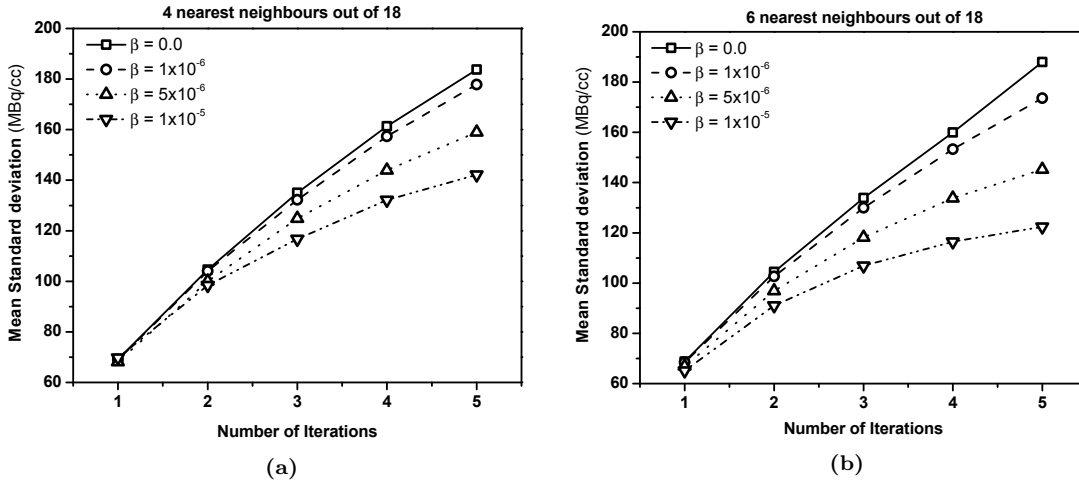 4 nearest neighbours out of 18
200
180
160
140
120
100
80
60
1
2
3
4
5
β = 0.0
β = 1x10⁻⁶
β = 5x10⁻⁶
β = 1x10⁻⁵
Mean Standard deviation (MBq/cc)
Number of Iterations
(a)
6 nearest neighbours out of 18
200
180
160
140
120
100
80
60
1
2
3
4
5
β = 0.0
β = 1x10⁻⁶
β = 5x10⁻⁶
β = 1x10⁻⁵
Mean Standard deviation (MBq/cc)
Number of Iterations
(b)